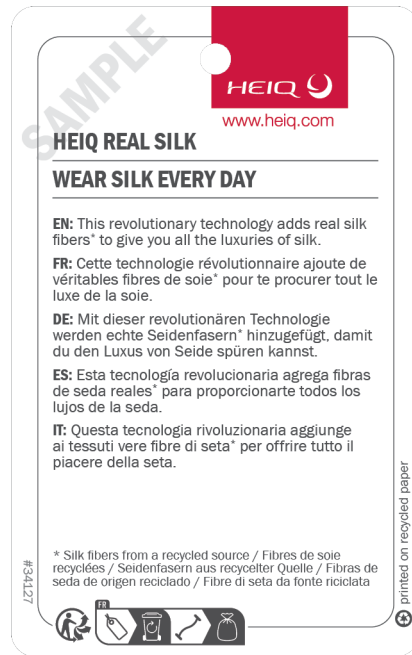 SAMPLE
HEIQ
www.heiq.com
HEIQ REAL SILK
WEAR SILK EVERY DAY
EN: This revolutionary technology adds real silk
fibers* to give you all the luxuries of silk.
FR: Cette technologie révolutionnaire ajoute de
véritables fibres de soie* pour te procurer tout le
luxe de la soie.
DE: Mit dieser revolutionären Technologie
werden echte Seidenfasern* hinzugefügt, damit
du den Luxus von Seide spüren kannst.
ES: Esta tecnología revolucionaria agrega fibras
de seda reales* para proporcionarte todos los
lujos de la seda.
IT: Questa tecnologia rivoluzionaria aggiunge
ai tessuti vere fibre di seta* per offrire tutto il
piacere della seta.
* Silk fibers from a recycled source / Fibres de soie
recyclées / Seidenfasern aus recycelter Quelle / Fibras de
seda de origen reciclado / Fibre di seta da fonte riciclata
#34127
printed on recycled paper
FR